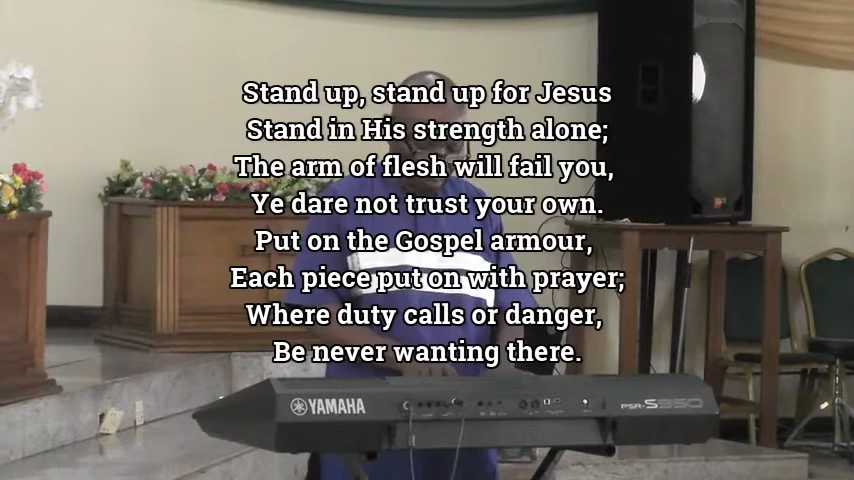 Stand up, stand up for Jesus
Stand in His strength alone;
The arm of flesh will fail you,
Ye dare not trust your own.
Put on the Gospel armour,
Each piece put on with prayer;
Where duty calls or danger,
Be never wanting there.
YAMAHA PSR-S950